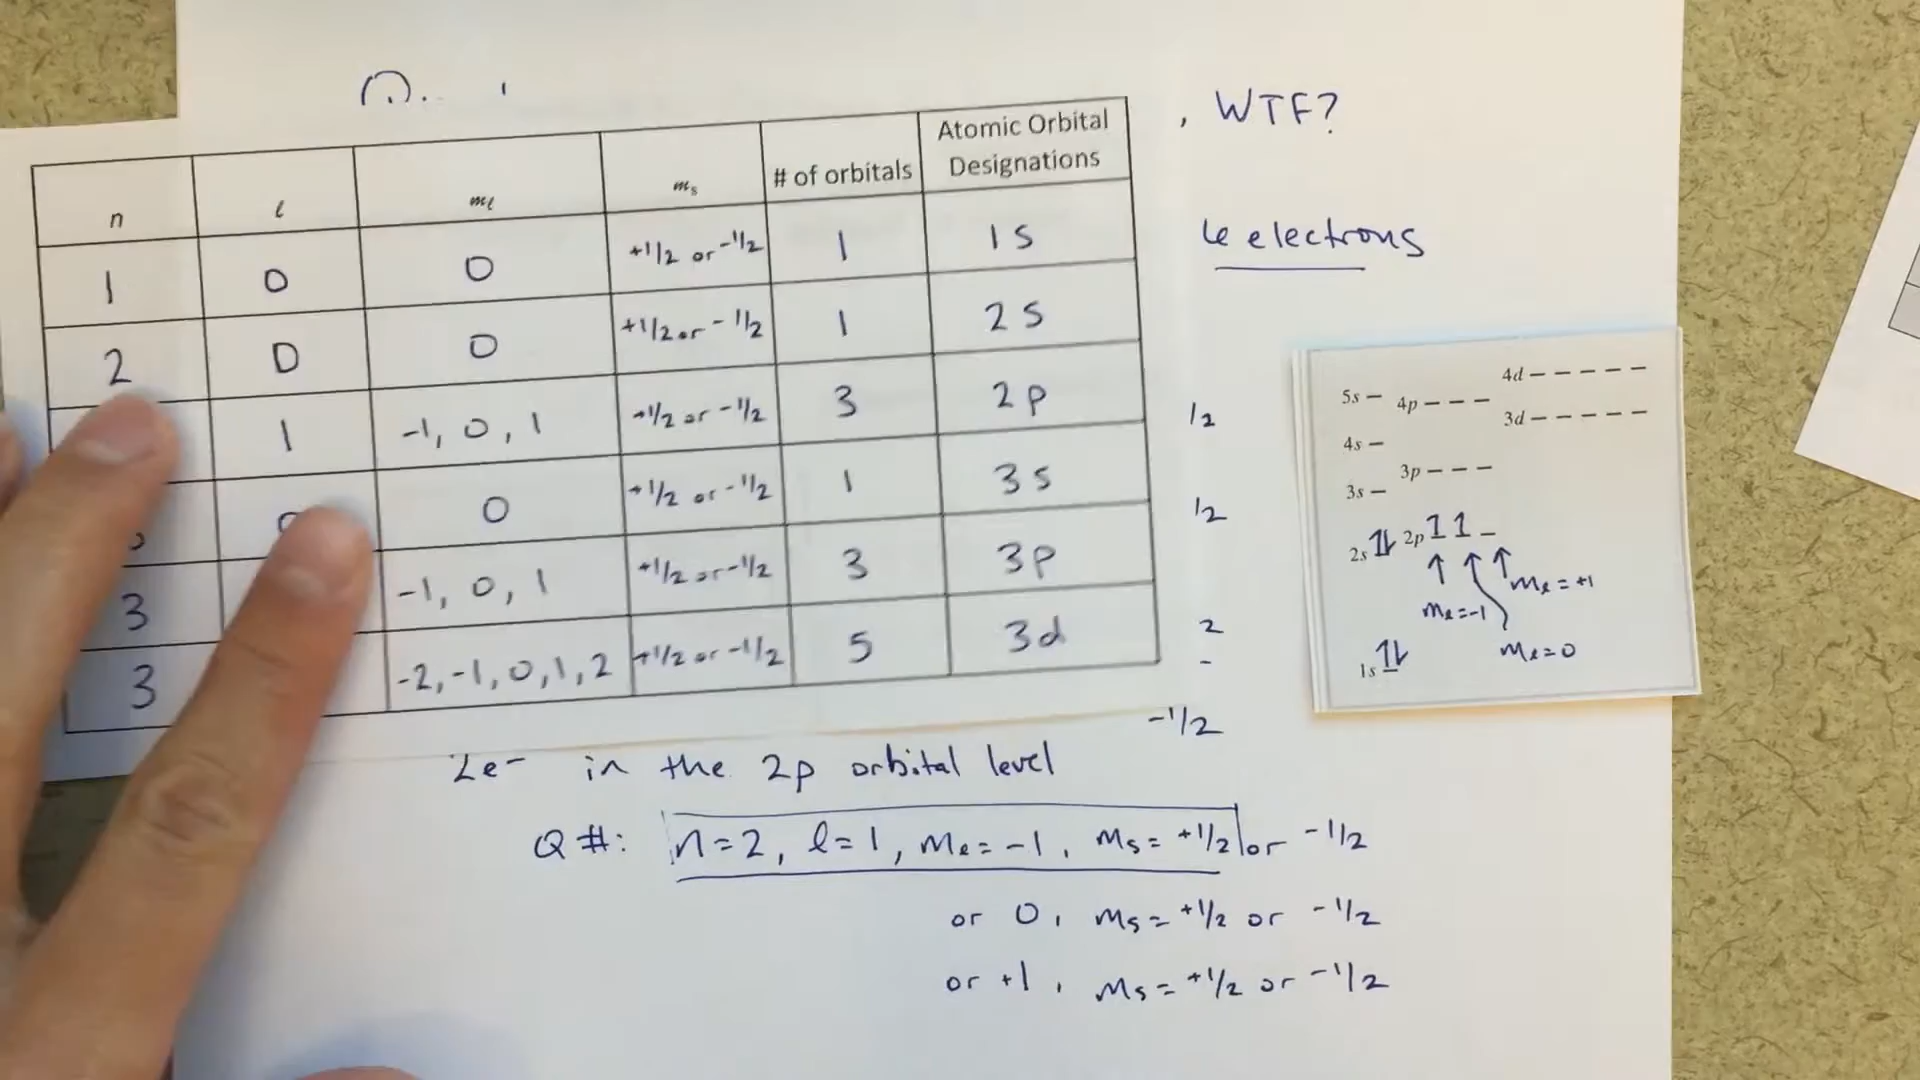 , WTF?
n l ml ms # of orbitals Atomic Orbital Designations
1 0 0 +1/2 or -1/2 1 1s
2 0 0 +1/2 or -1/2 1 2s
1 -1, 0, 1 +1/2 or -1/2 3 2p
0 +1/2 or -1/2 1 3s
3 -1, 0, 1 +1/2 or -1/2 3 3p
3 -2, -1, 0, 1, 2 +1/2 or -1/2 5 3d
electrons
1/2
1/2
2
-1/2
5s – 4p – – – 4d – – – – –
3d – – – – –
4s –
3p – – –
3s –
2s ↿⇂ 2p ↿ ↿ _
↑ ↑ ↑ ml = +1
ml = -1
ml = 0
1s ↿⇂
2e- in the 2p orbital level
Q #: n=2, l=1, ml = -1, ms = +1/2 or -1/2
or 0, ms = +1/2 or -1/2
or +1, ms = +1/2 or -1/2